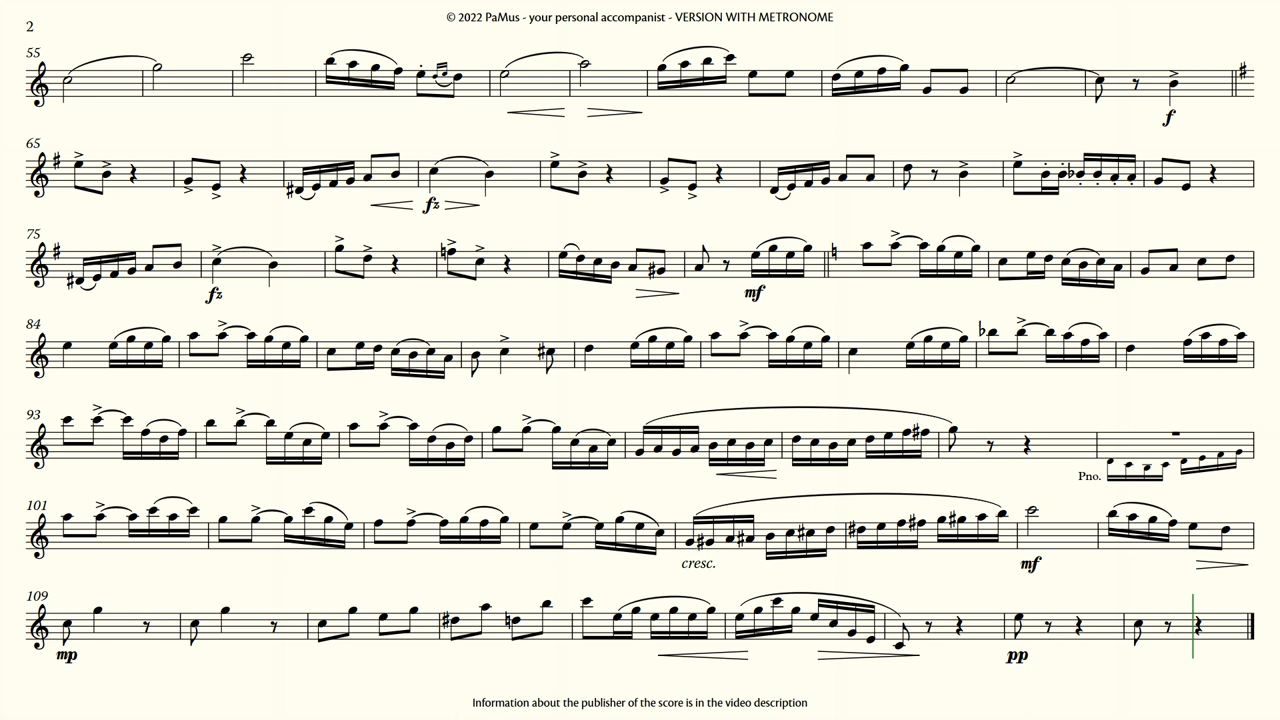 © 2022 PaMus - your personal accompanist - VERSION WITH METRONOME
2
55
f
65
fz
75
fz mf
84
93
Pno.
101
cresc. mf
109
mp pp
Information about the publisher of the score is in the video description